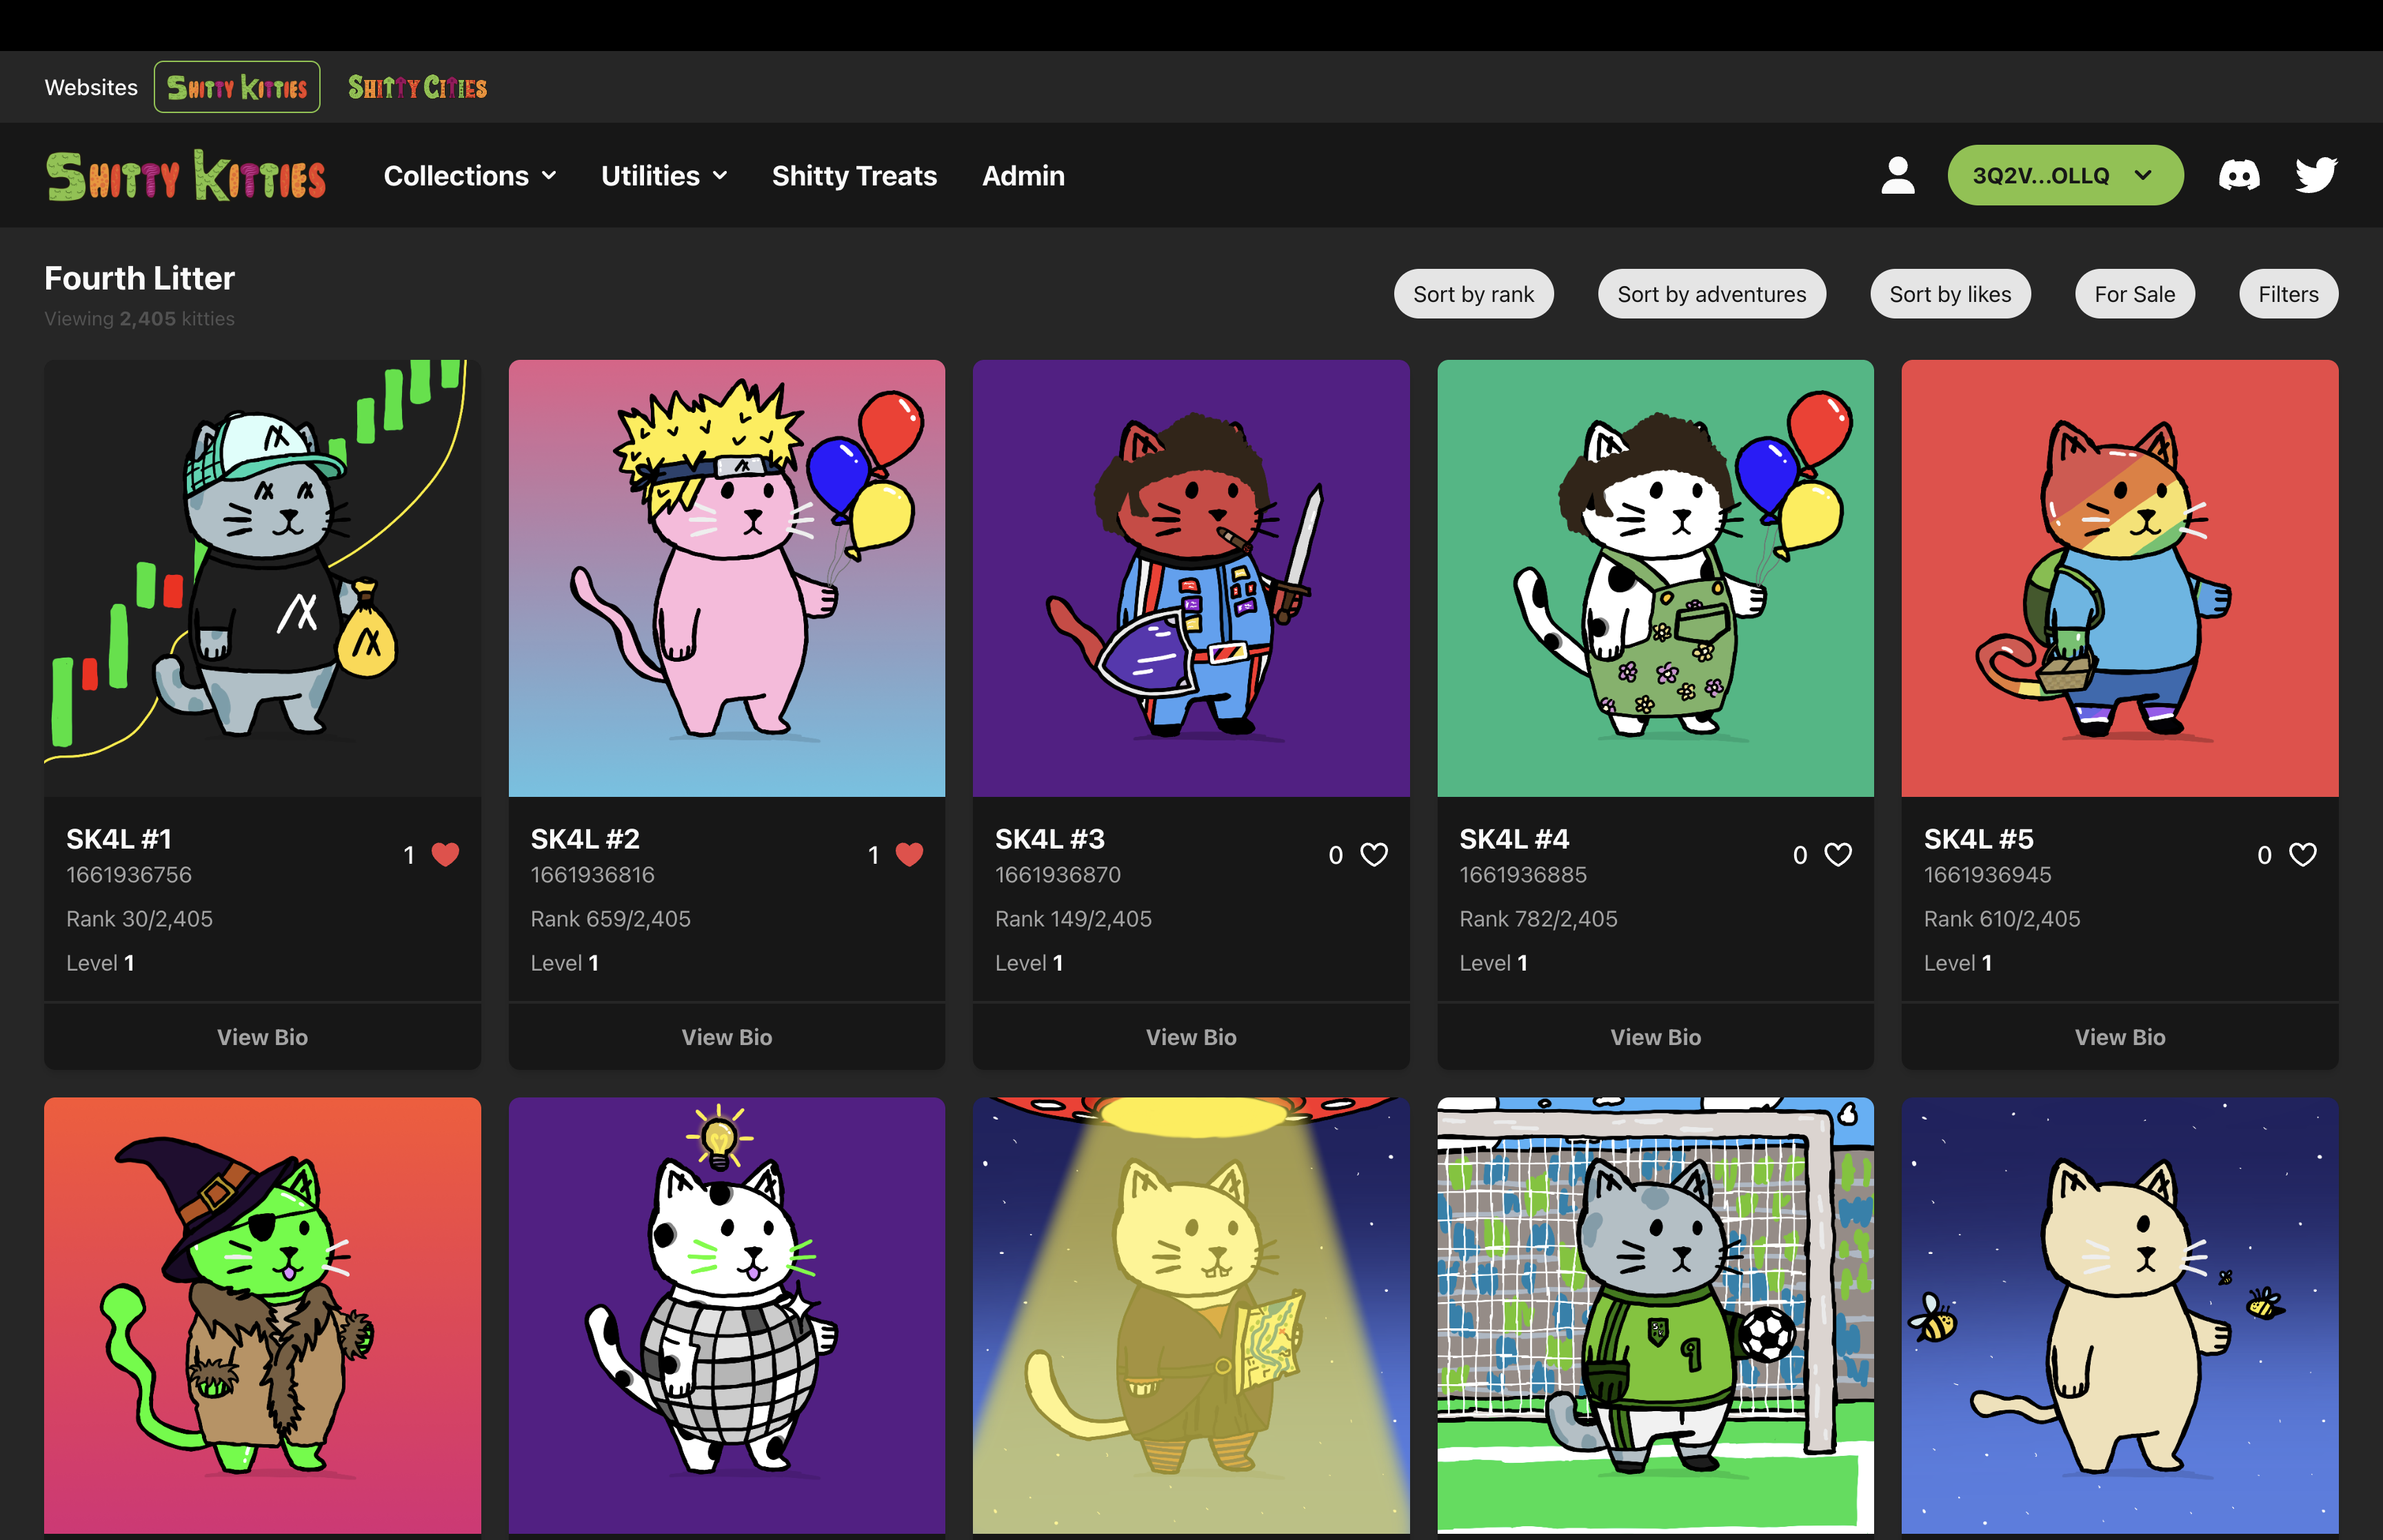 Websites SHITTY KITTIES SHITTY CITIES
SHITTY KITTIES Collections Utilities Shitty Treats Admin 3Q2V...OLLQ
Fourth Litter
Viewing 2,405 kitties
Sort by rank Sort by adventures Sort by likes For Sale Filters
SK4L #1 1
1661936756
Rank 30/2,405
Level 1
View Bio
SK4L #2 1
1661936816
Rank 659/2,405
Level 1
View Bio
SK4L #3 0
1661936870
Rank 149/2,405
Level 1
View Bio
SK4L #4 0
1661936885
Rank 782/2,405
Level 1
View Bio
SK4L #5 0
1661936945
Rank 610/2,405
Level 1
View Bio
9